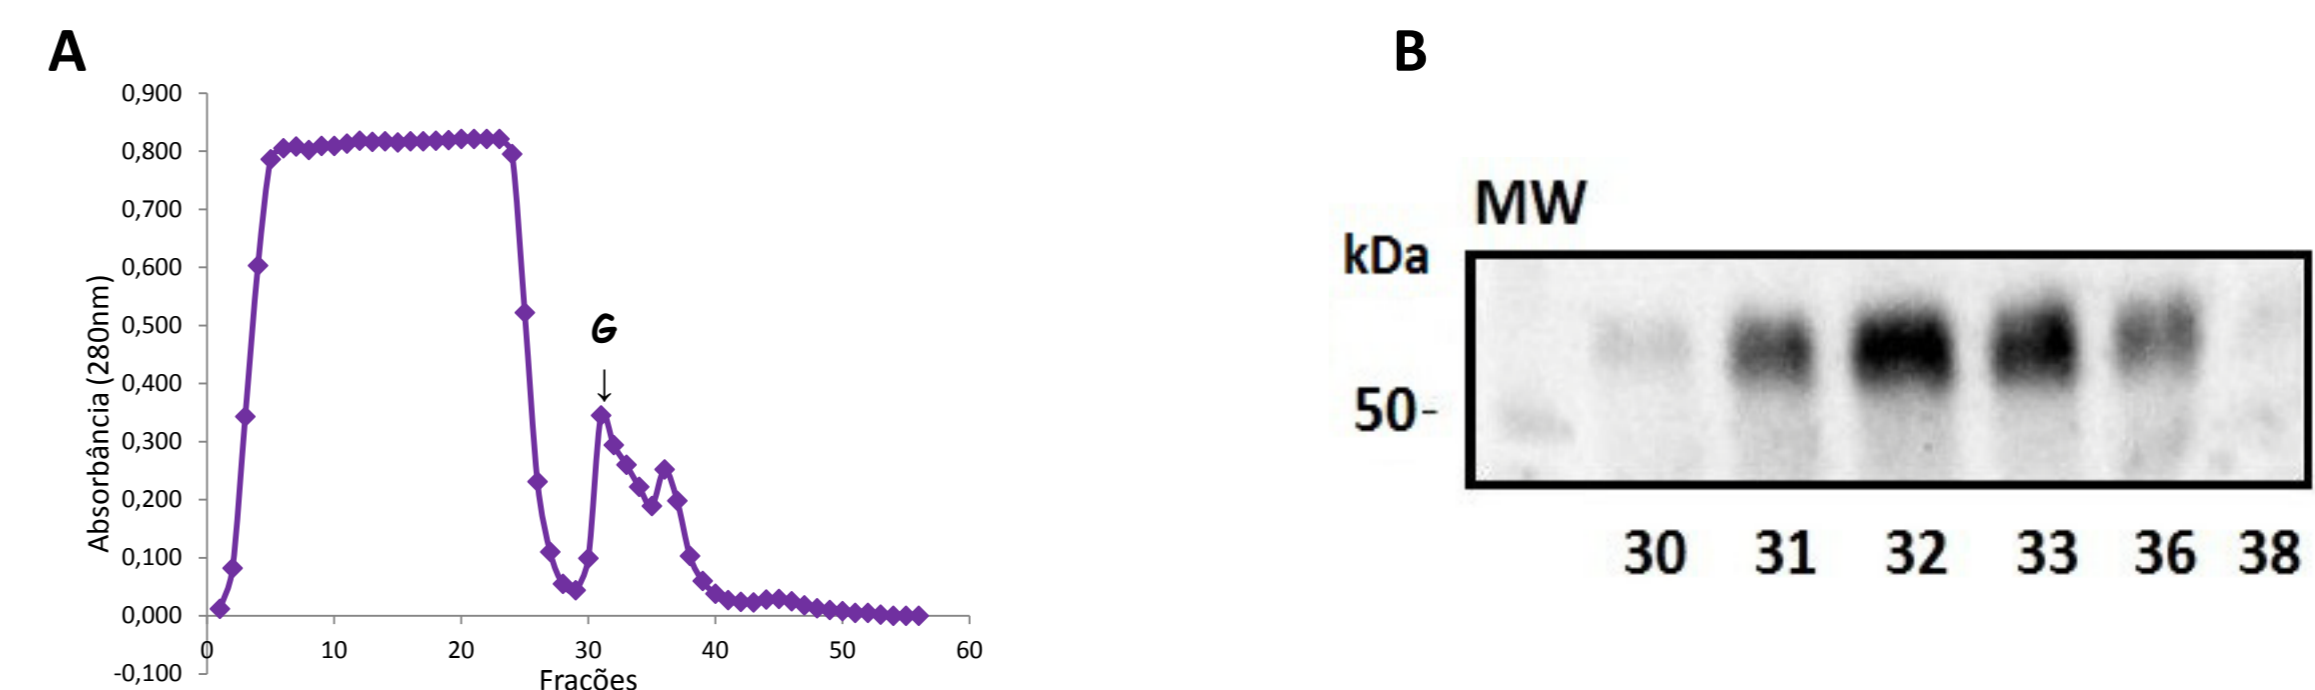 A
0,900
0,800
0,700
0,600
0,500
0,400
0,300
0,200
0,100
0,000
-0,100
Absorbância (280nm)
G
↓
0 10 20 30 40 50 60
Frações
B
MW
kDa
50-
30 31 32 33 36 38